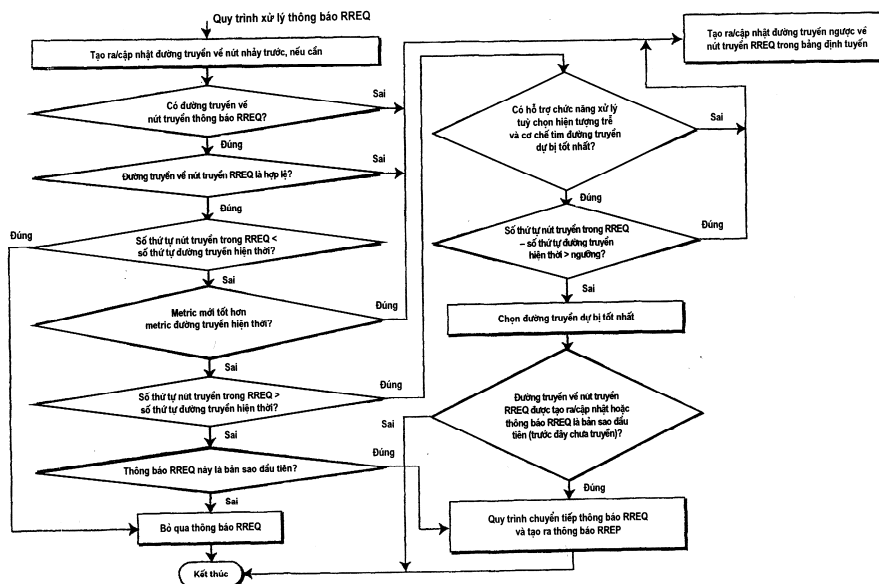 Quy trình xử lý thông báo RREQ
Tạo ra/cập nhật đường truyền về nút nhảy trước, nếu cần
Có đường truyền về
nút truyền thông báo RREQ?
Sai
Đúng
Đường truyền về nút truyền RREQ là hợp lệ?
Sai
Đúng
Số thứ tự nút truyền trong RREQ <
số thứ tự đường truyền hiện thời?
Đúng
Sai
Metric mới tốt hơn
metric đường truyền hiện thời?
Đúng
Sai
Số thứ tự nút truyền trong RREQ >
số thứ tự đường truyền hiện thời?
Đúng
Sai
Thông báo RREQ này là bản sao đầu tiên?
Đúng
Sai
Bỏ qua thông báo RREQ
Kết thúc
Tạo ra/cập nhật đường truyền ngược về
nút truyền RREQ trong bảng định tuyến
Có hỗ trợ chức năng xử lý
tuỳ chọn hiện tượng trễ
và cơ chế tìm đường truyền
dự bị tốt nhất?
Sai
Đúng
Số thứ tự nút truyền trong RREQ
– số thứ tự đường truyền
hiện thời > ngưỡng?
Đúng
Sai
Chọn đường truyền dự bị tốt nhất
Đường truyền về nút truyền
RREQ được tạo ra/cập nhật hoặc
thông báo RREQ là bản sao đầu
tiên (trước đây chưa truyền)?
Sai
Đúng
Quy trình chuyển tiếp thông báo RREQ
và tạo ra thông báo RREP